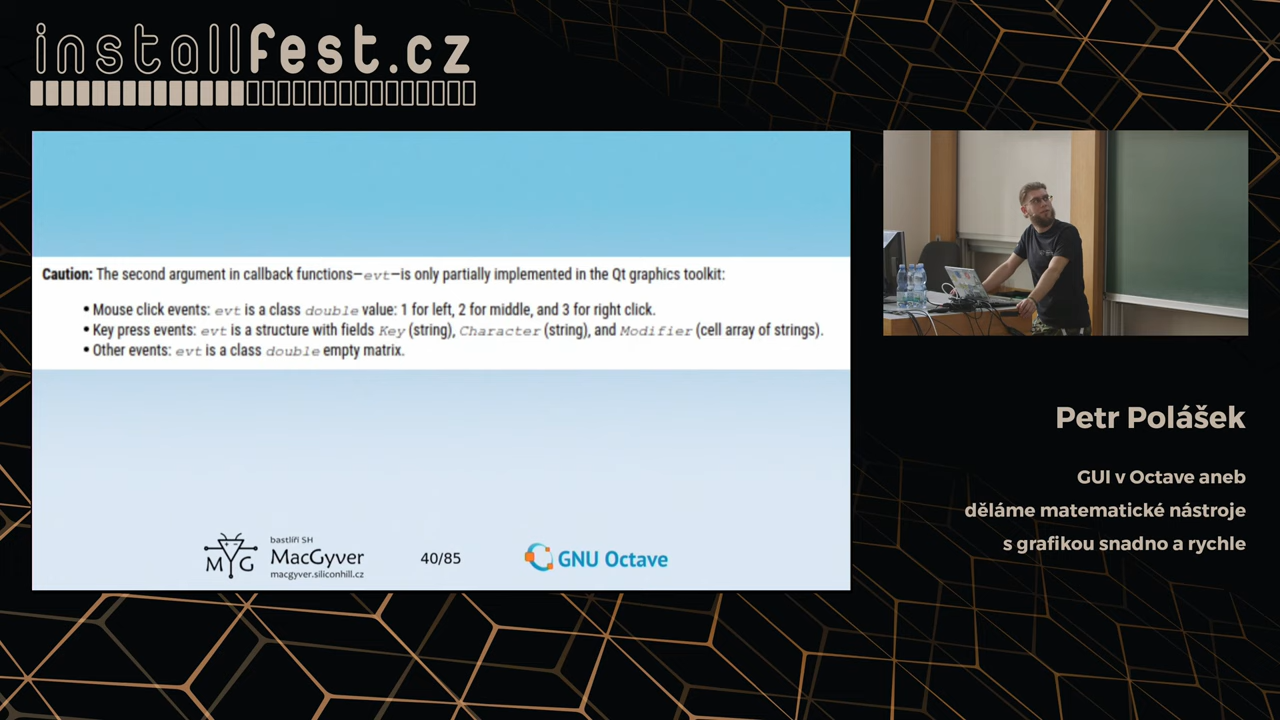 installfest.cz
Caution: The second argument in callback functions—evt—is only partially implemented in the Qt graphics toolkit:
• Mouse click events: evt is a class double value: 1 for left, 2 for middle, and 3 for right click.
• Key press events: evt is a structure with fields Key (string), Character (string), and Modifier (cell array of strings).
• Other events: evt is a class double empty matrix.
MYG
bastlíři SH
MacGyver
macgyver.siliconhill.cz
40/85
GNU Octave
Petr Polášek
GUI v Octave aneb
děláme matematické nástroje
s grafikou snadno a rychle